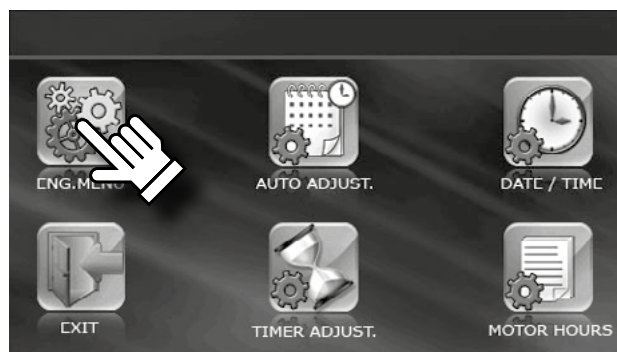 ENG.MENU
AUTO ADJUST.
DATE / TIME
EXIT
TIMER ADJUST.
MOTOR HOURS